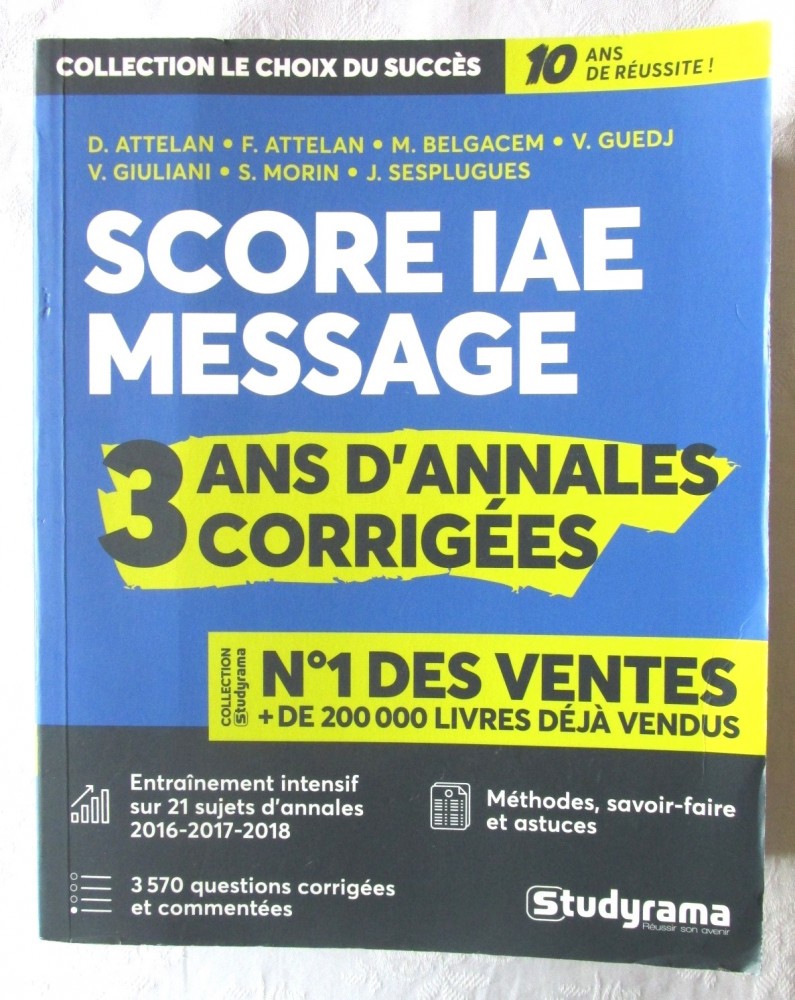 COLLECTION LE CHOIX DU SUCCÈS
10 ANS
DE RÉUSSITE !
D. ATTELAN • F. ATTELAN • M. BELGACEM • V. GUEDJ
V. GIULIANI • S. MORIN • J. SESPLUGUES
SCORE IAE
MESSAGE
3 ANS D'ANNALES
CORRIGÉES
COLLECTION
Studyrama
N°1 DES VENTES
+ DE 200 000 LIVRES DÉJÀ VENDUS
Entraînement intensif
sur 21 sujets d'annales
2016-2017-2018
Méthodes, savoir-faire
et astuces
3 570 questions corrigées
et commentées
Studyrama
Réussir son avenir